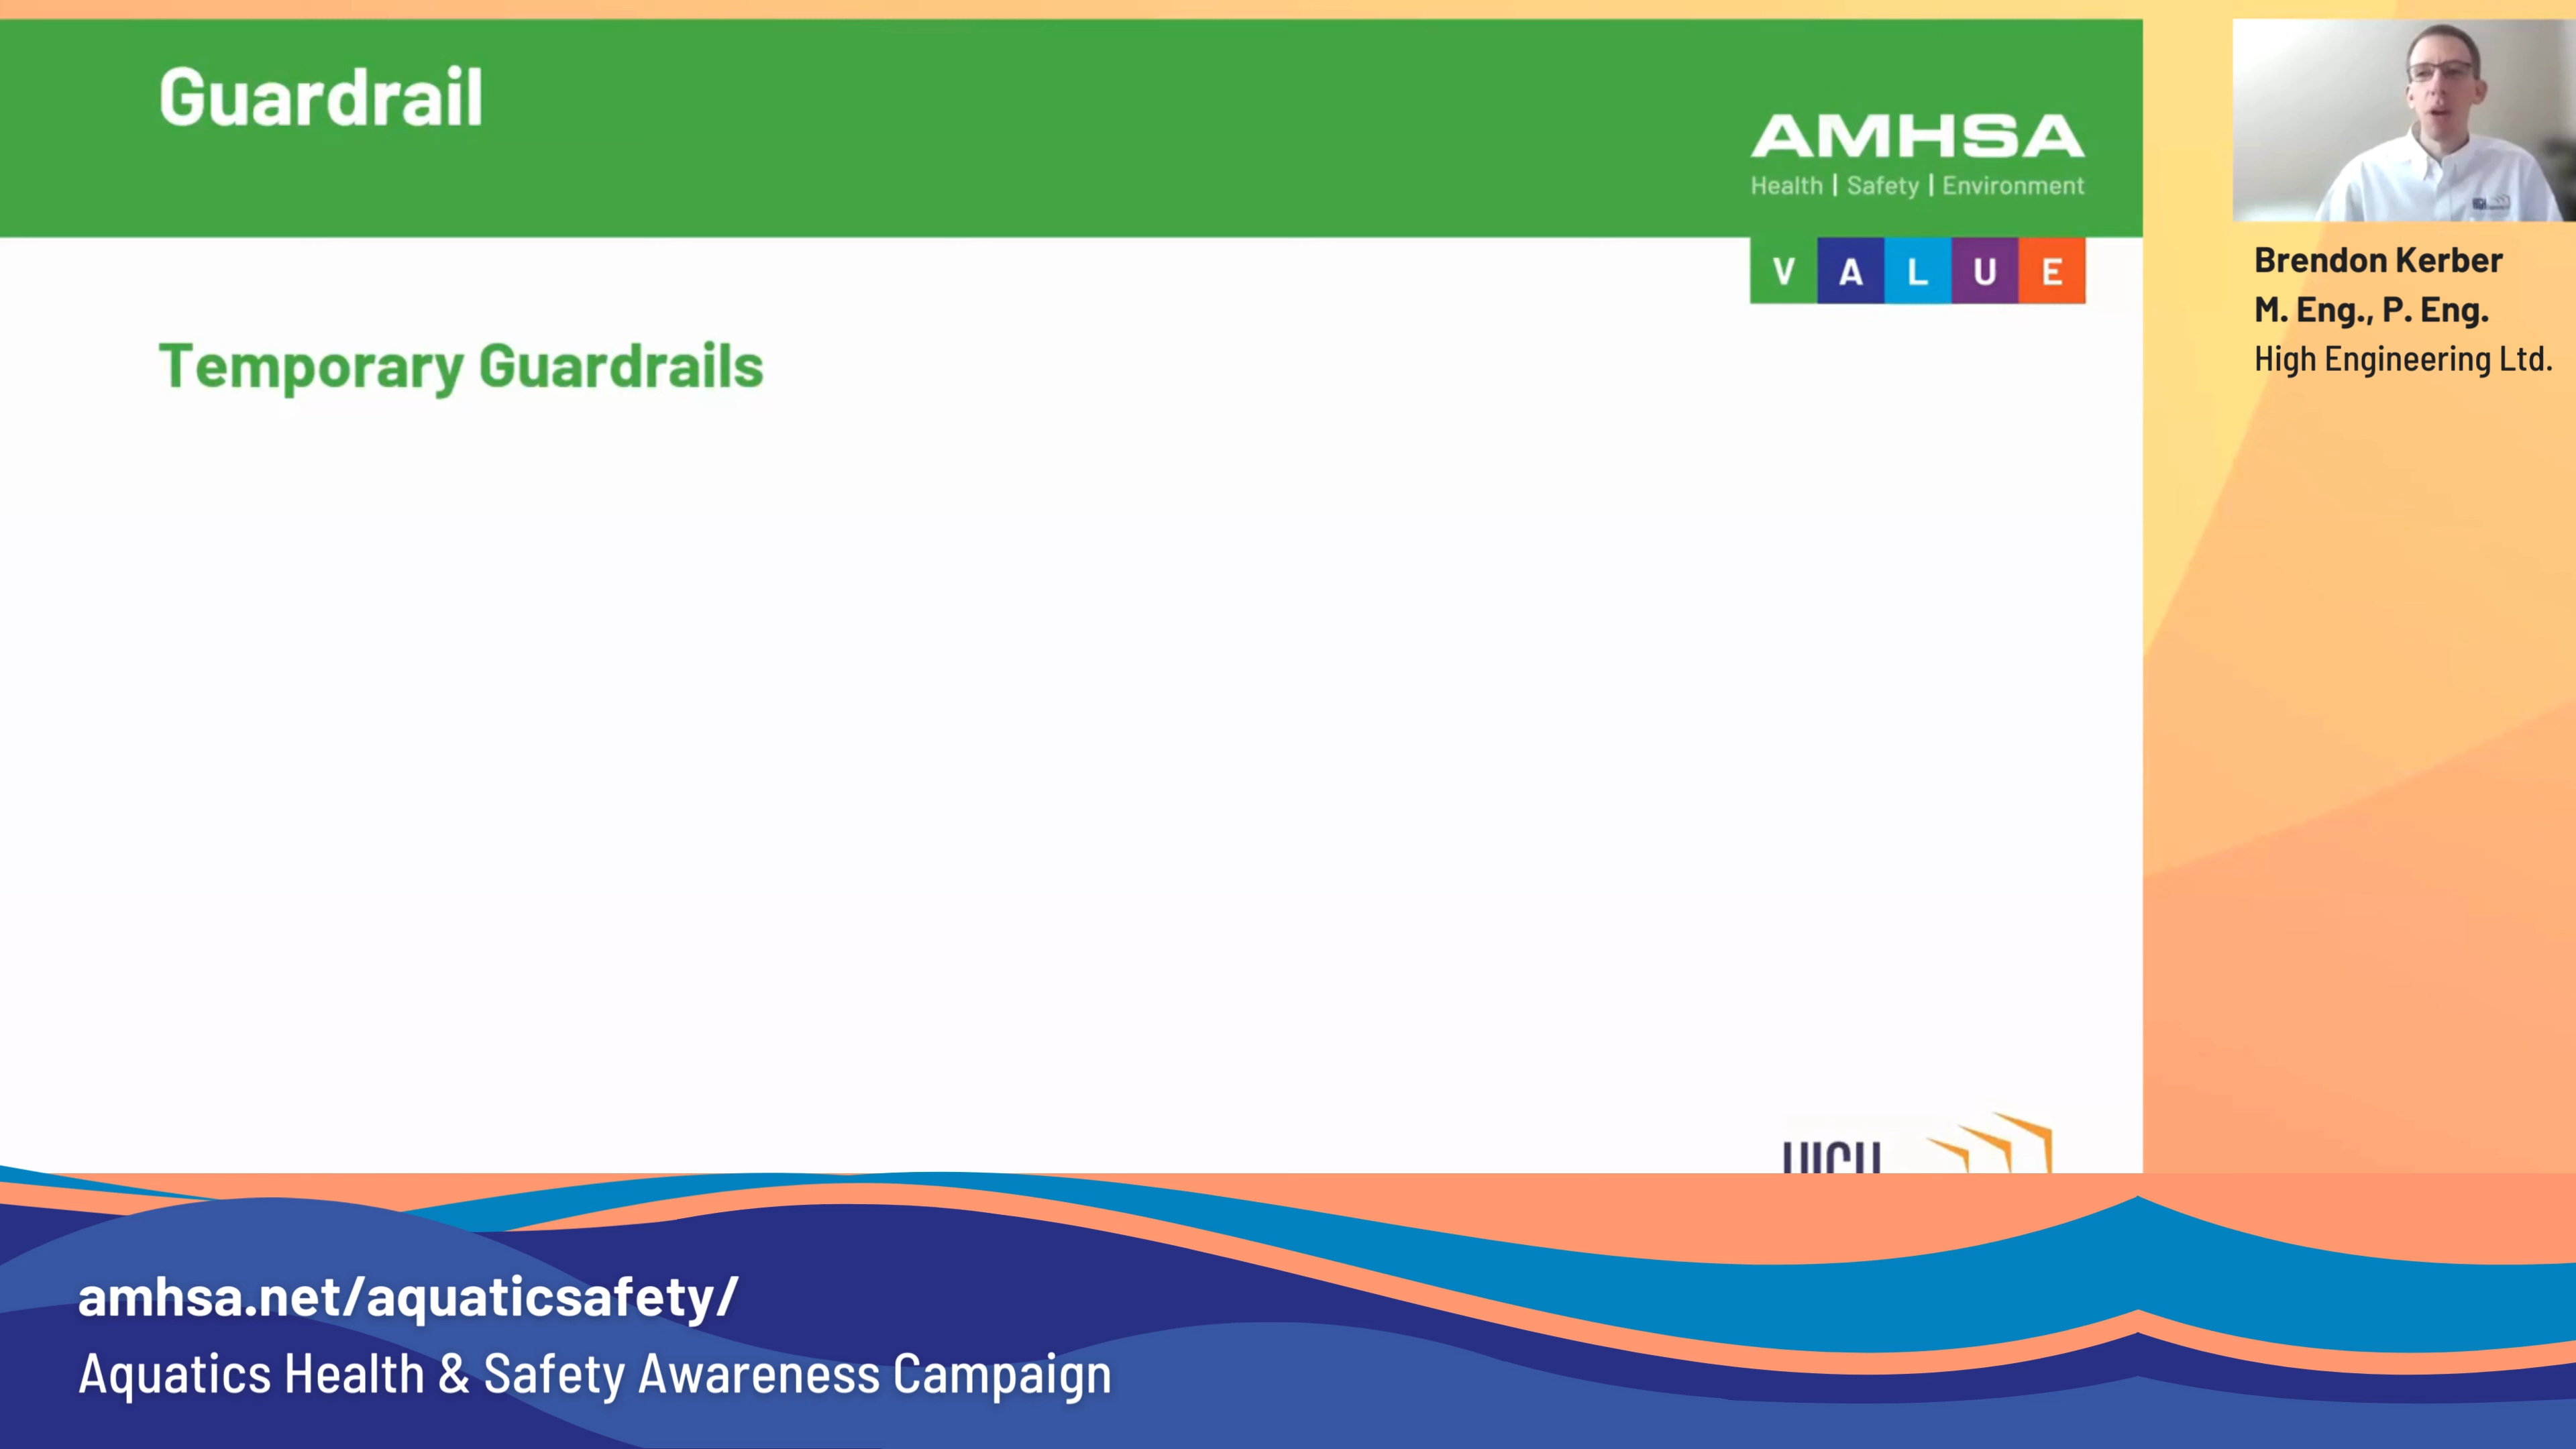 Guardrail
AMHSA
Health | Safety | Environment
V A L U E
Temporary Guardrails
Brendon Kerber
M. Eng., P. Eng.
High Engineering Ltd.
amhsa.net/aquaticsafety/
Aquatics Health & Safety Awareness Campaign